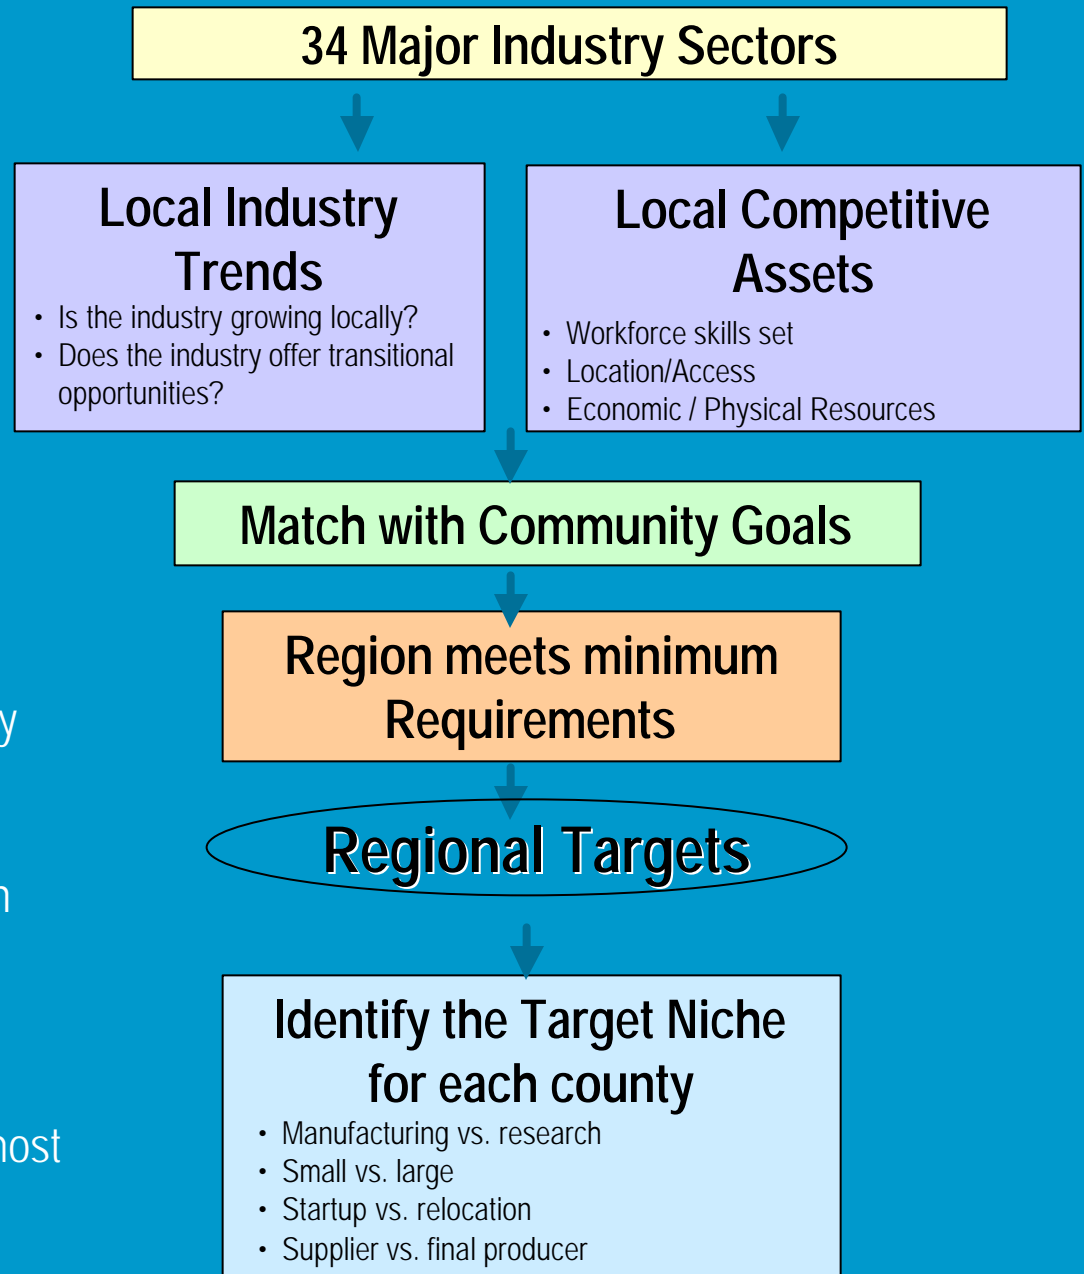 34 Major Industry Sectors
Local Industry
Trends
• Is the industry growing locally?
• Does the industry offer transitional
opportunities?
Local Competitive
Assets
• Workforce skills set
• Location/Access
• Economic / Physical Resources
Match with Community Goals
Region meets minimum
Requirements
Regional Targets
Identify the Target Niche
for each county
• Manufacturing vs. research
• Small vs. large
• Startup vs. relocation
• Supplier vs. final producer